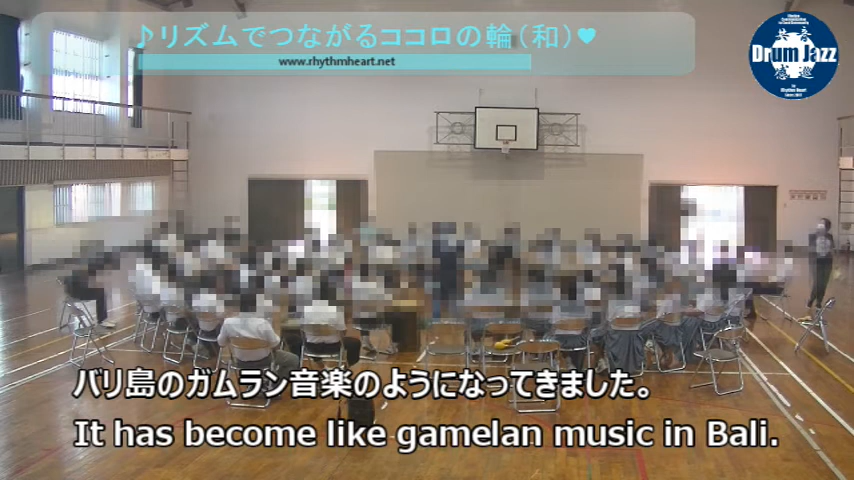 ♪リズムでつながるココロの輪（和）♥
www.rhythmheart.net
Drum Jazz
バリ島のガムラン音楽のようになってきました。
It has become like gamelan music in Bali.